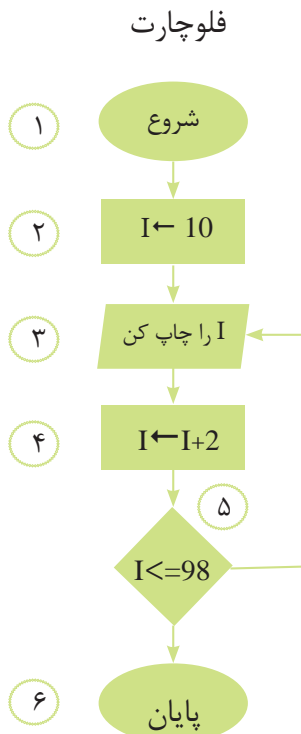 فلوچارت
۱
شروع
۲
I← 10
۳
I را چاپ کن
۴
I←I+2
۵
I<=98
۶
پایان